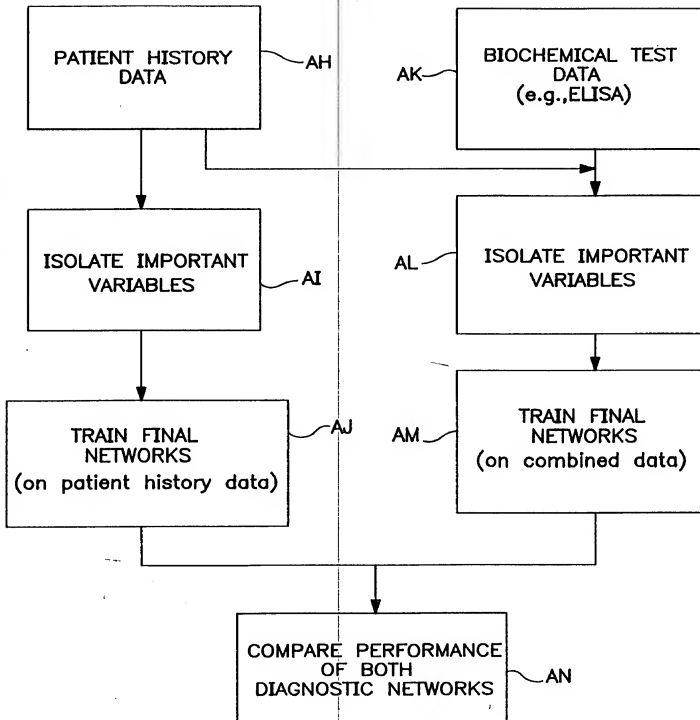 PATIENT HISTORY
DATA
AH
BIOCHEMICAL TEST
DATA
(e.g.,ELISA)
AK
ISOLATE IMPORTANT
VARIABLES
AI
ISOLATE IMPORTANT
VARIABLES
AL
TRAIN FINAL
NETWORKS
(on patient history data)
AJ
TRAIN FINAL
NETWORKS
(on combined data)
AM
COMPARE PERFORMANCE
OF BOTH
DIAGNOSTIC NETWORKS
AN